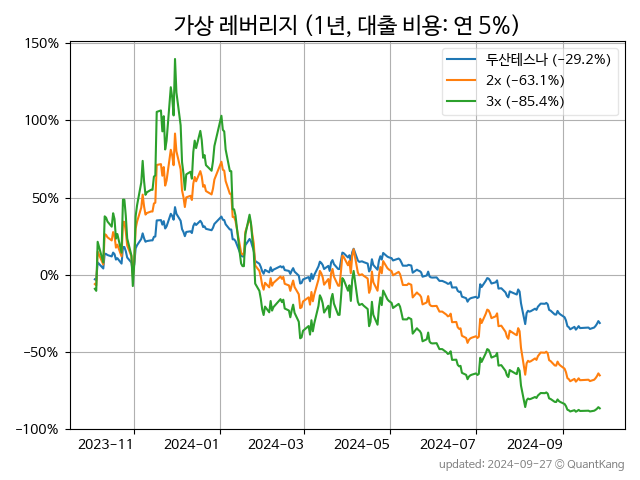 가상 레버리지 (1년, 대출 비용: 연 5%)
두산테스나 (−29.2%)
2x (−63.1%)
3x (−85.4%)
150%
100%
50%
0%
−50%
−100%
2023-11
2024-01
2024-03
2024-05
2024-07
2024-09
updated: 2024-09-27 © QuantKang